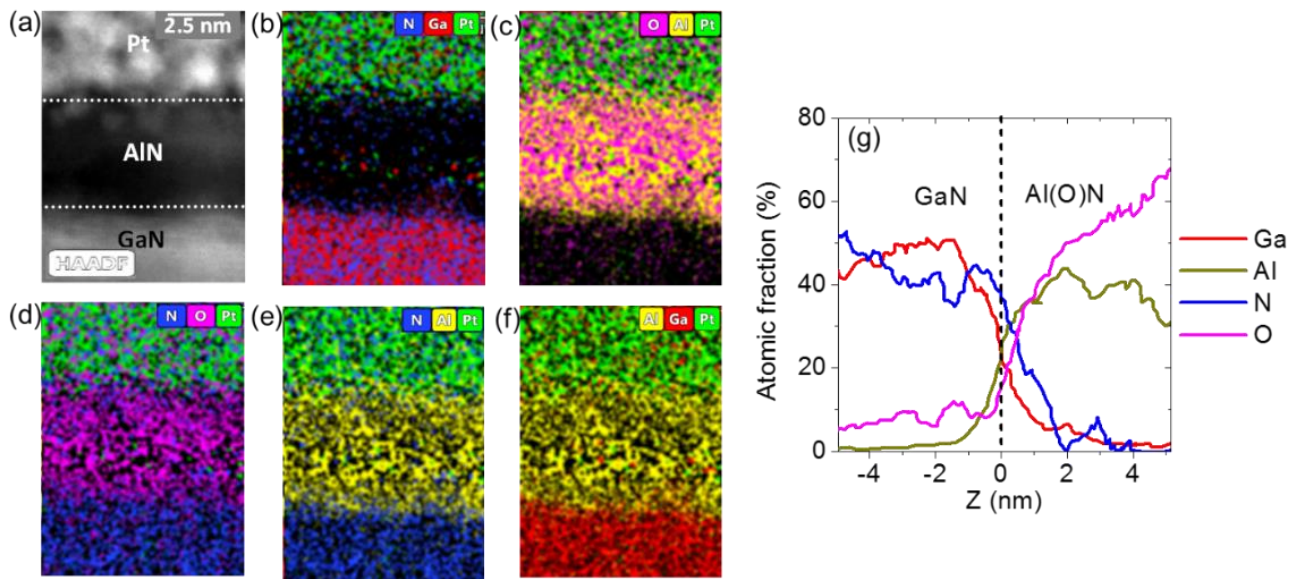 (a)
Pt
2.5 nm
AlN
GaN
HAADF
(b)
N Ga Pt
(c)
O Al Pt
(d)
N O Pt
(e)
N Al Pt
(f)
Al Ga Pt
(g)
GaN
Al(O)N
Atomic fraction (%)
80
60
40
20
0
-4 -2 0 2 4
Z (nm)
Ga
Al
N
O